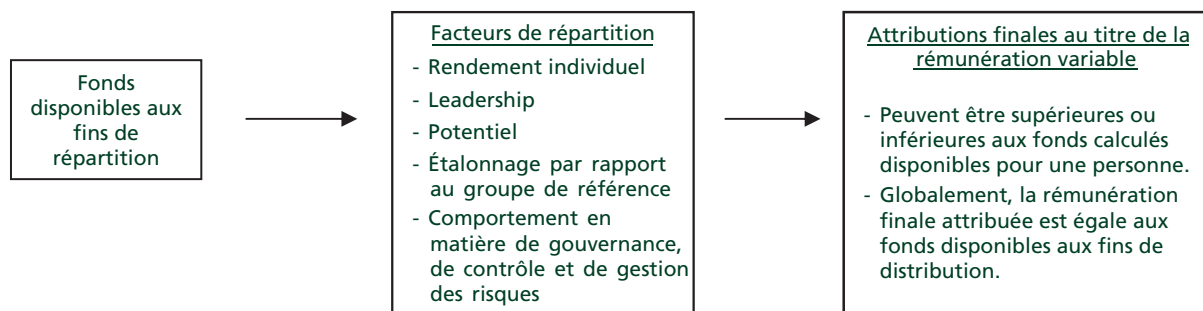 Fonds
disponibles aux
fins de
répartition
Facteurs de répartition
- Rendement individuel
- Leadership
- Potentiel
- Étalonnage par rapport
au groupe de référence
- Comportement en
matière de gouvernance,
de contrôle et de gestion
des risques
Attributions finales au titre de la
rémunération variable
- Peuvent être supérieures ou
inférieures aux fonds calculés
disponibles pour une personne.
- Globalement, la rémunération
finale attribuée est égale aux
fonds disponibles aux fins de
distribution.